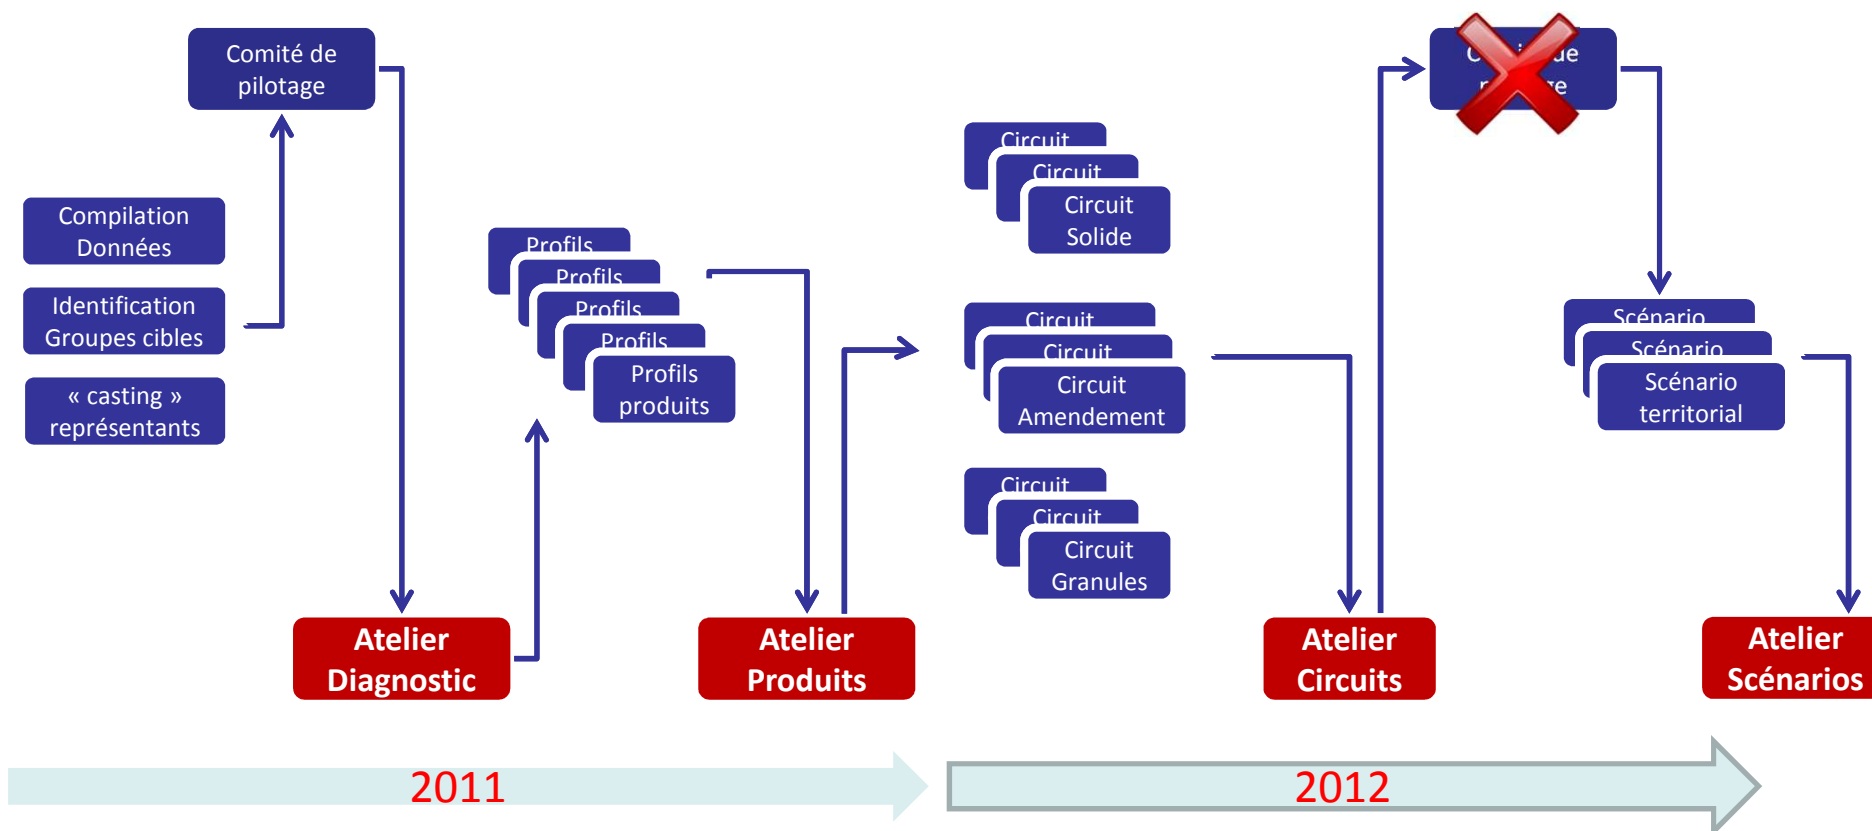 Comité de
pilotage
Compilation
Données
Identification
Groupes cibles
« casting »
représentants
Atelier
Diagnostic
Profils
Profils
Profils
Profils
Profils
produits
Atelier
Produits
Circuit
Circuit
Circuit
Solide
Circuit
Circuit
Circuit
Amendement
Circuit
Circuit
Circuit
Granules
Atelier
Circuits
de
Scénario
Scénario
Scénario
territorial
Atelier
Scénarios
2011
2012